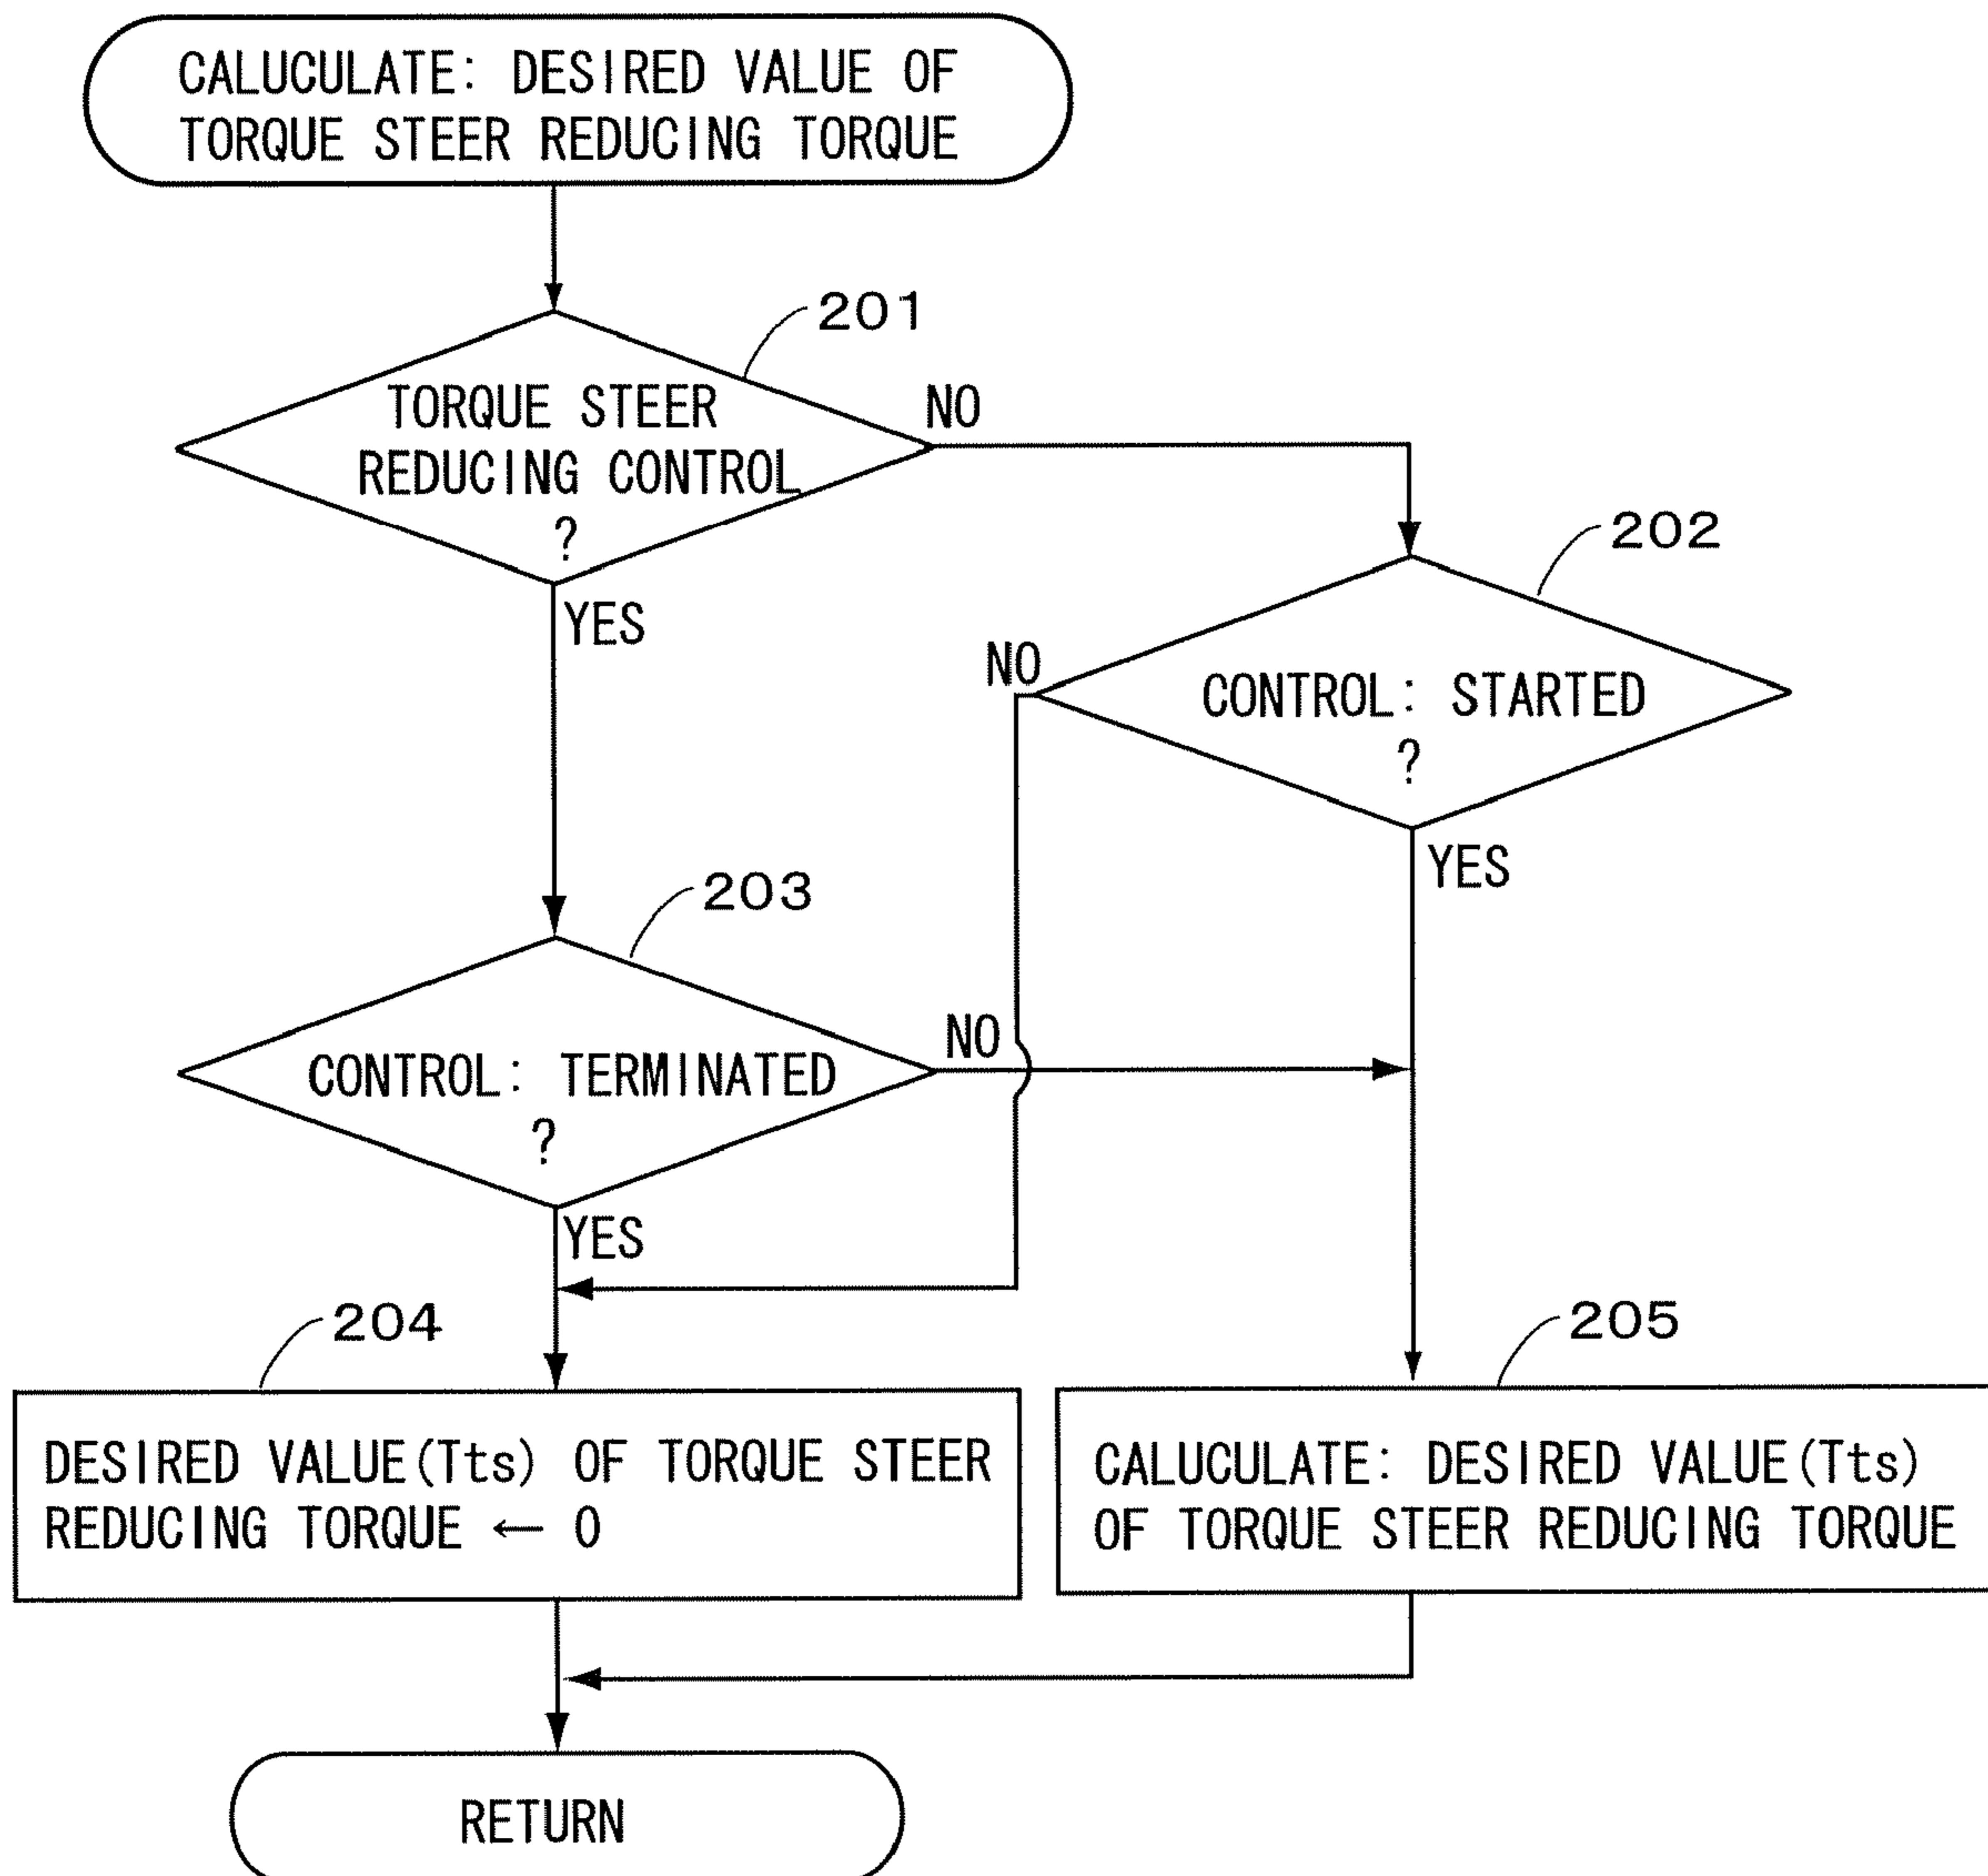 CALUCULATE: DESIRED VALUE OF
TORQUE STEER REDUCING TORQUE
201
TORQUE STEER
REDUCING CONTROL
?
NO
YES
202
CONTROL: STARTED
?
NO
YES
203
CONTROL: TERMINATED
?
NO
YES
204
DESIRED VALUE(Tts) OF TORQUE STEER
REDUCING TORQUE ← 0
205
CALUCULATE: DESIRED VALUE(Tts)
OF TORQUE STEER REDUCING TORQUE
RETURN